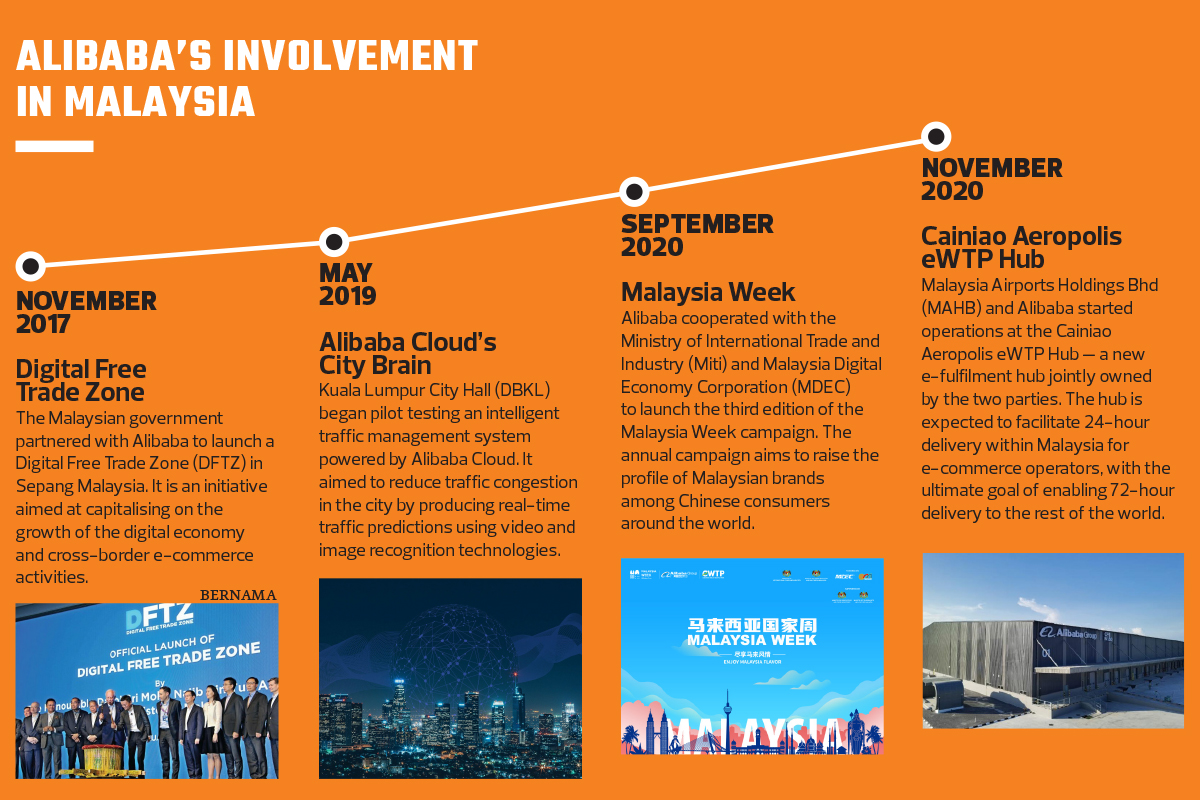 ALIBABA'S INVOLVEMENT
IN MALAYSIA
NOVEMBER
2017
Digital Free
Trade Zone
The Malaysian government
partnered with Alibaba to launch a
Digital Free Trade Zone (DFTZ) in
Sepang Malaysia. It is an initiative
aimed at capitalising on the
growth of the digital economy
and cross-border e-commerce
activities.
BERNAMA
DFTZ
DIGITAL FREE TRADE ZONE
OFFICIAL LAUNCH OF
DIGITAL FREE TRADE ZONE
By
MAY
2019
Alibaba Cloud's
City Brain
Kuala Lumpur City Hall (DBKL)
began pilot testing an intelligent
traffic management system
powered by Alibaba Cloud. It
aimed to reduce traffic congestion
in the city by producing real-time
traffic predictions using video and
image recognition technologies.
SEPTEMBER
2020
Malaysia Week
Alibaba cooperated with the
Ministry of International Trade and
Industry (Miti) and Malaysia Digital
Economy Corporation (MDEC)
to launch the third edition of the
Malaysia Week campaign. The
annual campaign aims to raise the
profile of Malaysian brands
among Chinese consumers
around the world.
AlibabaGroup
马来西亚国家周
MALAYSIA WEEK
尽享马来风情
ENJOY MALAYSIA FLAVOR
MALAYSIA
NOVEMBER
2020
Cainiao Aeropolis
eWTP Hub
Malaysia Airports Holdings Bhd
(MAHB) and Alibaba started
operations at the Cainiao
Aeropolis eWTP Hub — a new
e-fulfilment hub jointly owned
by the two parties. The hub is
expected to facilitate 24-hour
delivery within Malaysia for
e-commerce operators, with the
ultimate goal of enabling 72-hour
delivery to the rest of the world.
Alibaba Group
01